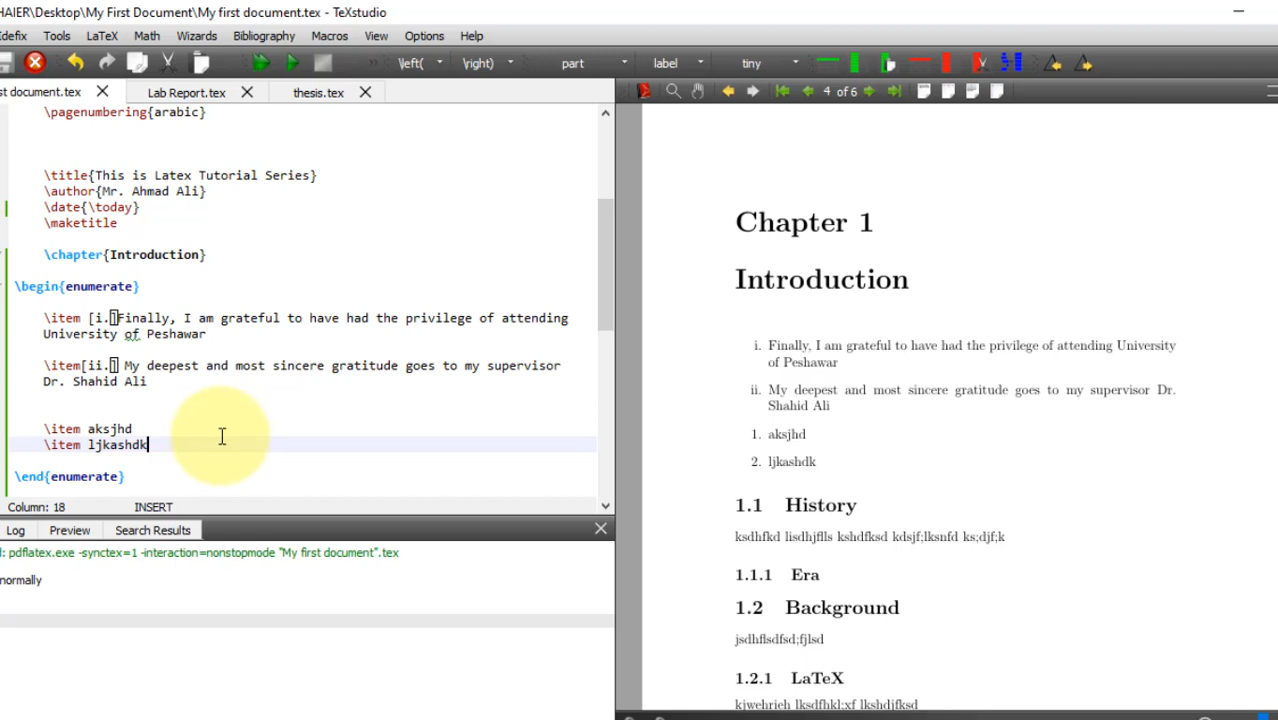 HAIER\Desktop\My First Document\My first document.tex - TeXstudio
Idefix Tools LaTeX Math Wizards Bibliography Macros View Options Help
\left( \right) part label tiny
st document.tex Lab Report.tex thesis.tex
4 of 6
\pagenumbering{arabic}
\title{This is Latex Tutorial Series}
\author{Mr. Ahmad Ali}
\date{\today}
\maketitle
\chapter{Introduction}
\begin{enumerate}
\item [i.]Finally, I am grateful to have had the privilege of attending
University of Peshawar
\item[ii.] My deepest and most sincere gratitude goes to my supervisor
Dr. Shahid Ali
\item aksjhd
\item ljkashdk
\end{enumerate}
Column: 18 INSERT
Log Preview Search Results
: pdflatex.exe -synctex=1 -interaction=nonstopmode "My first document".tex
normally
Chapter 1
Introduction
i. Finally, I am grateful to have had the privilege of attending University
of Peshawar
ii. My deepest and most sincere gratitude goes to my supervisor Dr.
Shahid Ali
1. aksjhd
2. ljkashdk
1.1 History
ksdhfkd lisdhjflls kshdfksd kdsjf;lksnfd ks;djf;k
1.1.1 Era
1.2 Background
jsdhflsdfsd;fjlsd
1.2.1 LaTeX
kjwehrieh lksdfhkl;xf lkshdjfksd